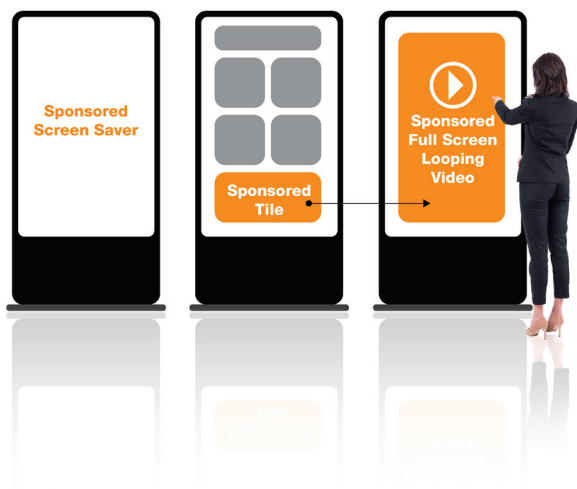 Sponsored
Screen Saver
Sponsored
Tile
Sponsored
Full Screen
Looping
Video